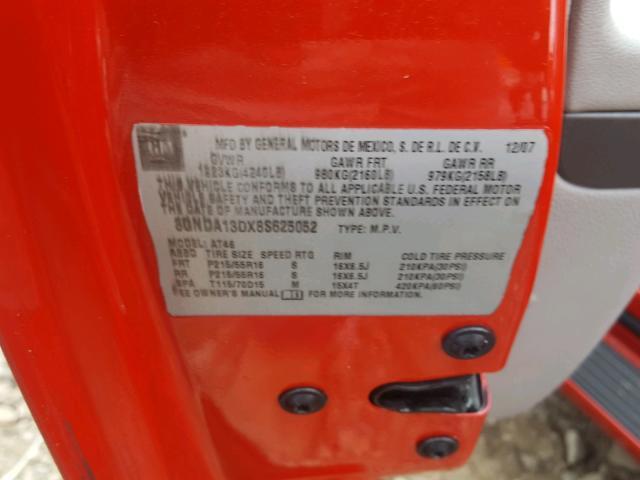 GM
MFD BY GENERAL MOTORS DE MEXICO, S. DE R.L. DE C.V. 12/07
GVWR GAWR FRT GAWR RR
1923KG(4240LB) 980KG(2160LB) 979KG(2158LB)
THIS VEHICLE CONFORMS TO ALL APPLICABLE U.S. FEDERAL MOTOR
VEHICLE SAFETY AND THEFT PREVENTION STANDARDS IN EFFECT ON
THE DATE OF MANUFACTURE SHOWN ABOVE.
3GNDA13DX8S625052 TYPE: M.P.V.
MODEL: AT46
TIRE SIZE SPEED RTG RIM COLD TIRE PRESSURE
FRT P215/55R16 S 16X6.5J 210KPA(30PSI)
RR P215/55R16 S 16X6.5J 210KPA(30PSI)
SPA T115/70D15 M 15X4T 420KPA(60PSI)
SEE OWNER'S MANUAL FOR MORE INFORMATION.